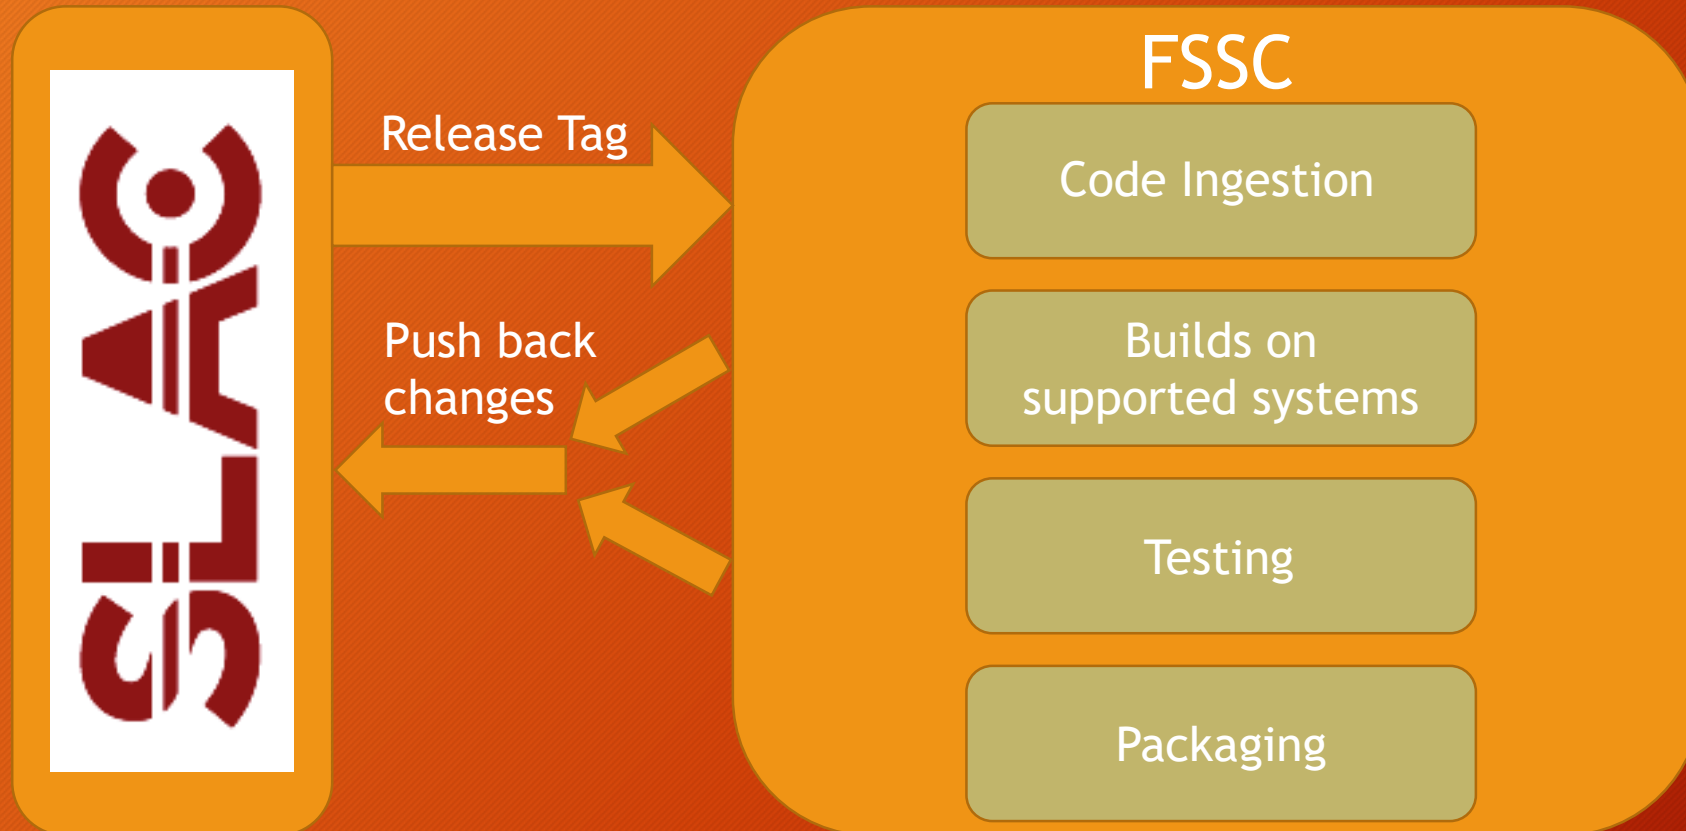 SLAC
Release Tag
Push back
changes
FSSC
Code Ingestion
Builds on
supported systems
Testing
Packaging